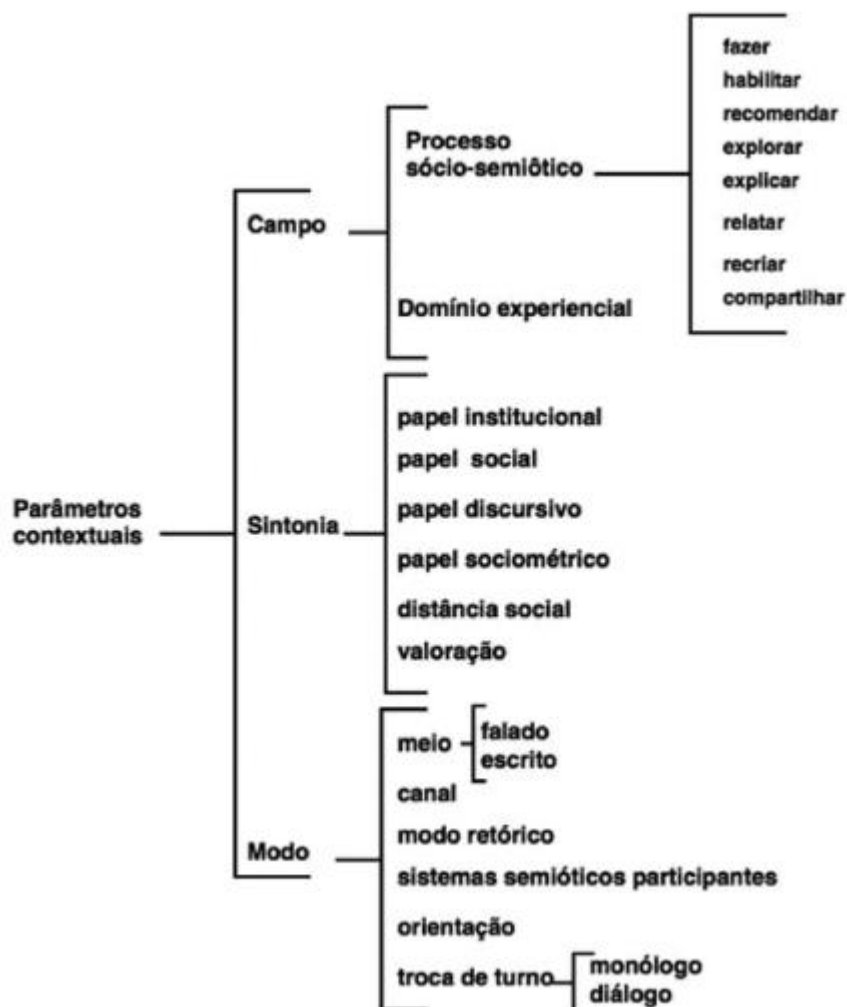 Parâmetros
contextuais
Campo
Processo
sócio-semiôtico
fazer
habilitar
recomendar
explorar
explicar
relatar
recriar
compartilhar
Domínio experiencial
Sintonia
papel institucional
papel social
papel discursivo
papel sociométrico
distância social
valoração
Modo
meio
falado
escrito
canal
modo retórico
sistemas semióticos participantes
orientação
troca de turno
monólogo
diálogo